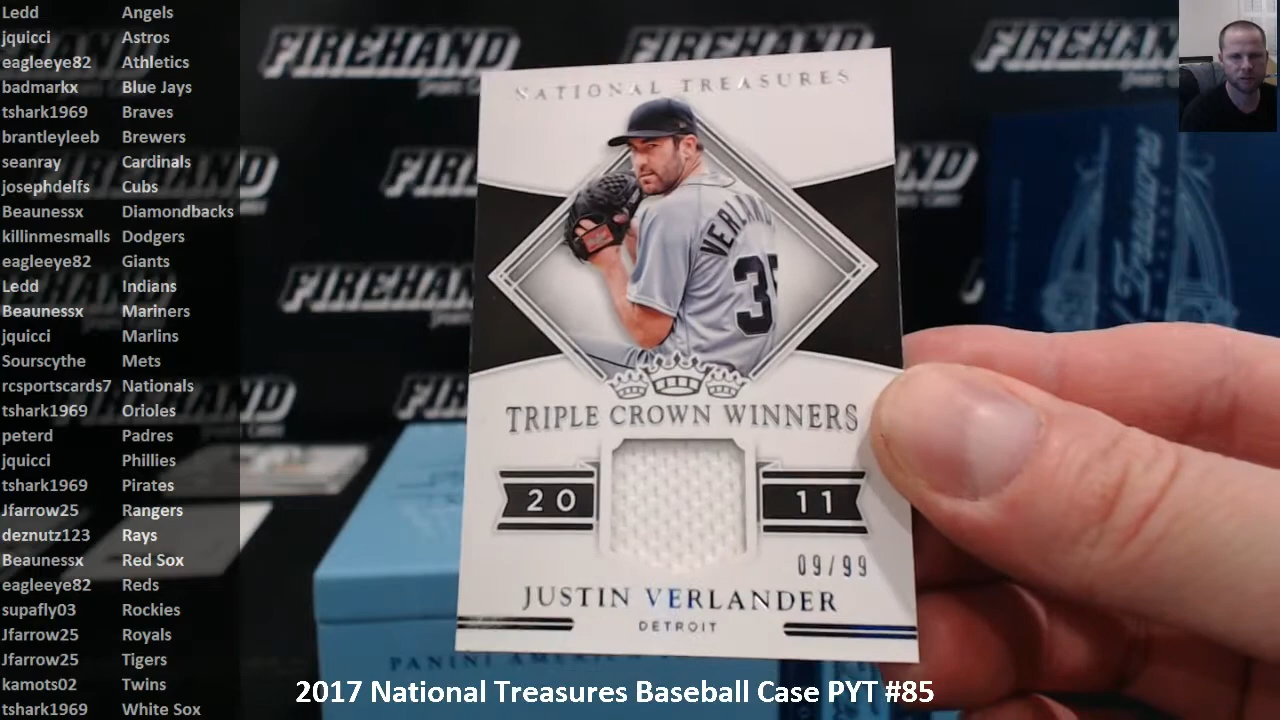 Ledd Angels
jquicci Astros
eagleeye82 Athletics
badmarkx Blue Jays
tshark1969 Braves
brantleyleeb Brewers
seanray Cardinals
josephdelfs Cubs
Beaunessx Diamondbacks
killinmesmalls Dodgers
eagleeye82 Giants
Ledd Indians
Beaunessx Mariners
jquicci Marlins
Sourscythe Mets
rcsportscards7 Nationals
tshark1969 Orioles
peterd Padres
jquicci Phillies
tshark1969 Pirates
Jfarrow25 Rangers
deznutz123 Rays
Beaunessx Red Sox
eagleeye82 Reds
supafly03 Rockies
Jfarrow25 Royals
Jfarrow25 Tigers
kamots02 Twins
tshark1969 White Sox
FIREHAND
FIREHAND
FIREHAND
NATIONAL TREASURES
35
TRIPLE CROWN WINNERS
20 11
09/99
JUSTIN VERLANDER
DETROIT
PANINI AMERICA
2017 National Treasures Baseball Case PYT #85